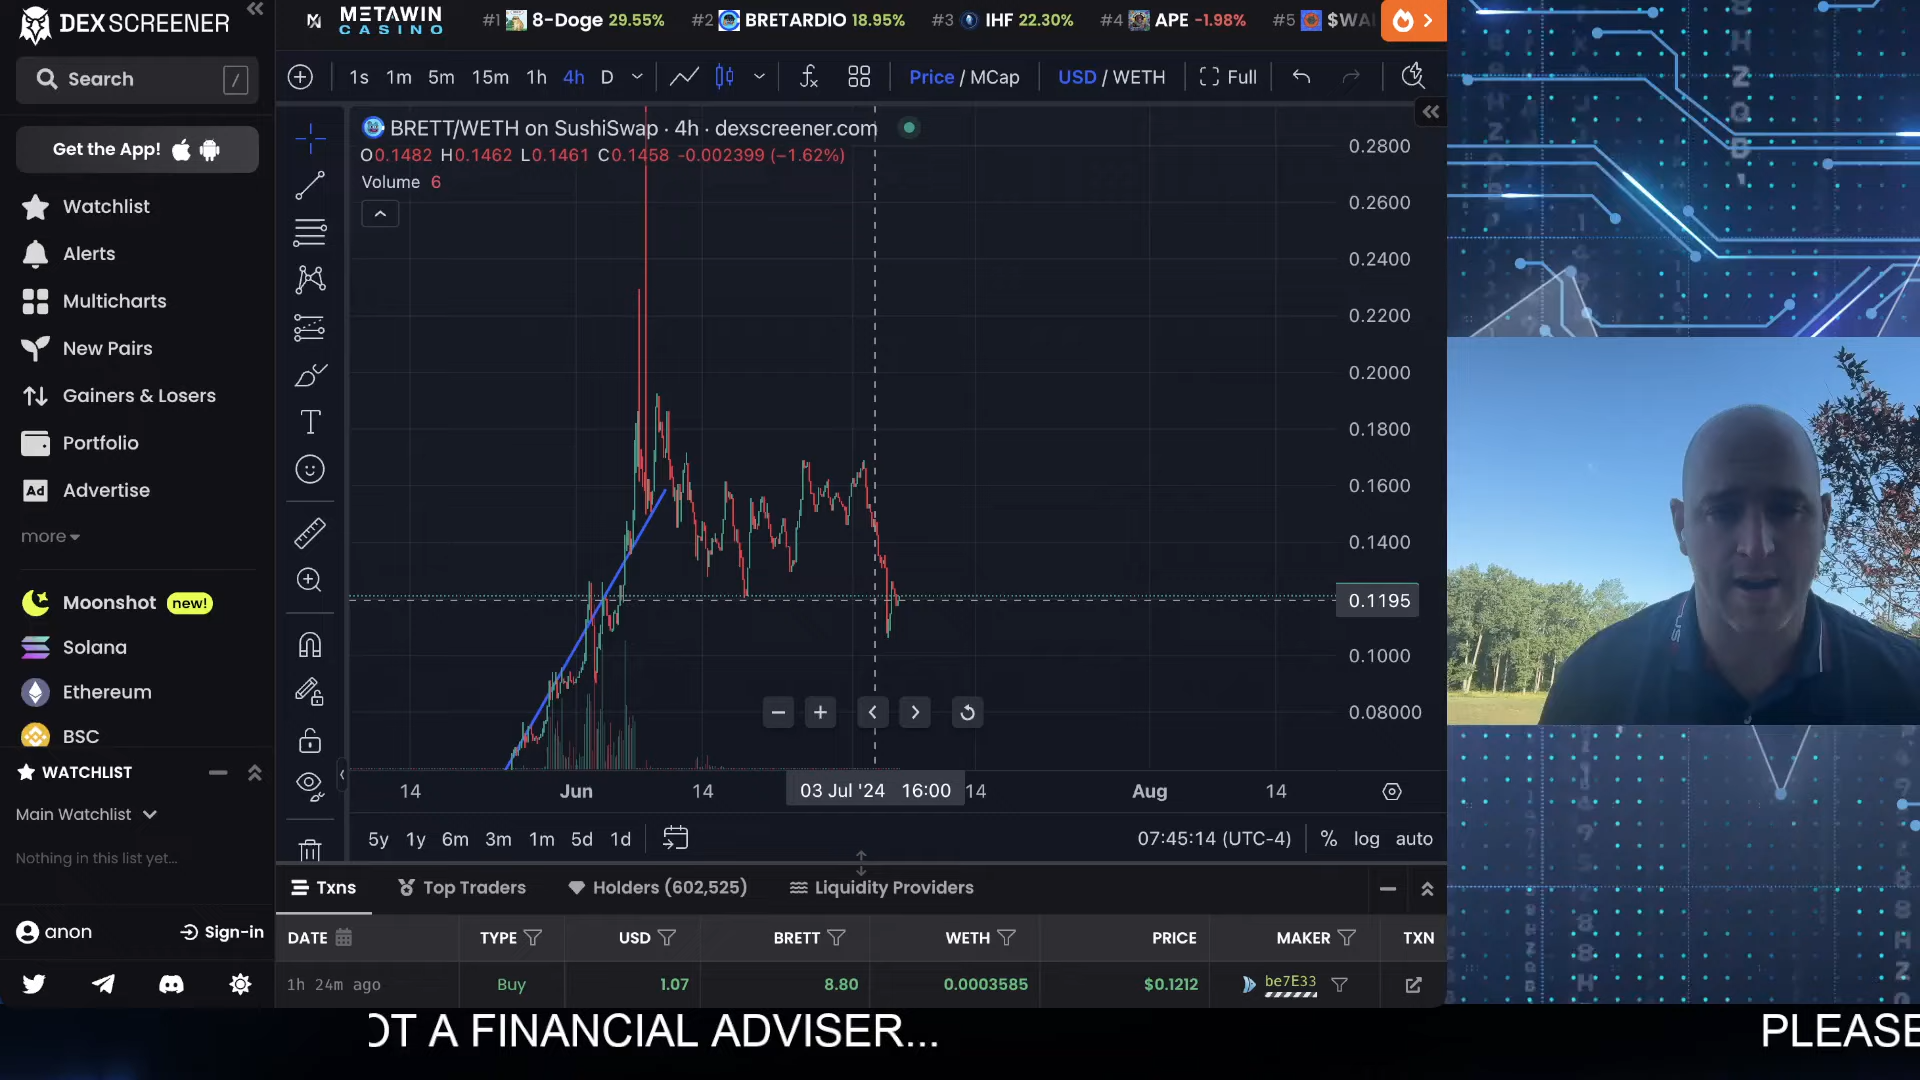 DEX SCREENER
Search
/
Get the App!
Watchlist
Alerts
Multicharts
New Pairs
Gainers & Losers
Portfolio
Ad Advertise
more
Moonshot new!
Solana
Ethereum
BSC
WATCHLIST
Main Watchlist
Nothing in this list yet...
anon Sign-in
METAWIN CASINO
#1 8-Doge 29.55% #2 BRETARDIO 18.95% #3 IHF 22.30% #4 APE -1.98% #5 $WA
1s 1m 5m 15m 1h 4h D Price / MCap USD / WETH Full
BRETT/WETH on SushiSwap · 4h · dexscreener.com
O0.1482 H0.1462 L0.1461 C0.1458 -0.002399 (−1.62%)
Volume 6
0.2800
0.2600
0.2400
0.2200
0.2000
0.1800
0.1600
0.1400
0.1195
0.1000
0.08000
14 Jun 14 03 Jul '24 16:00 14 Aug 14
5y 1y 6m 3m 1m 5d 1d 07:45:14 (UTC-4) % log auto
Txns Top Traders Holders (602,525) Liquidity Providers
DATE TYPE USD BRETT WETH PRICE MAKER TXN
1h 24m ago Buy 1.07 8.80 0.0003585 $0.1212 be7E33
OT A FINANCIAL ADVISER... PLEASE